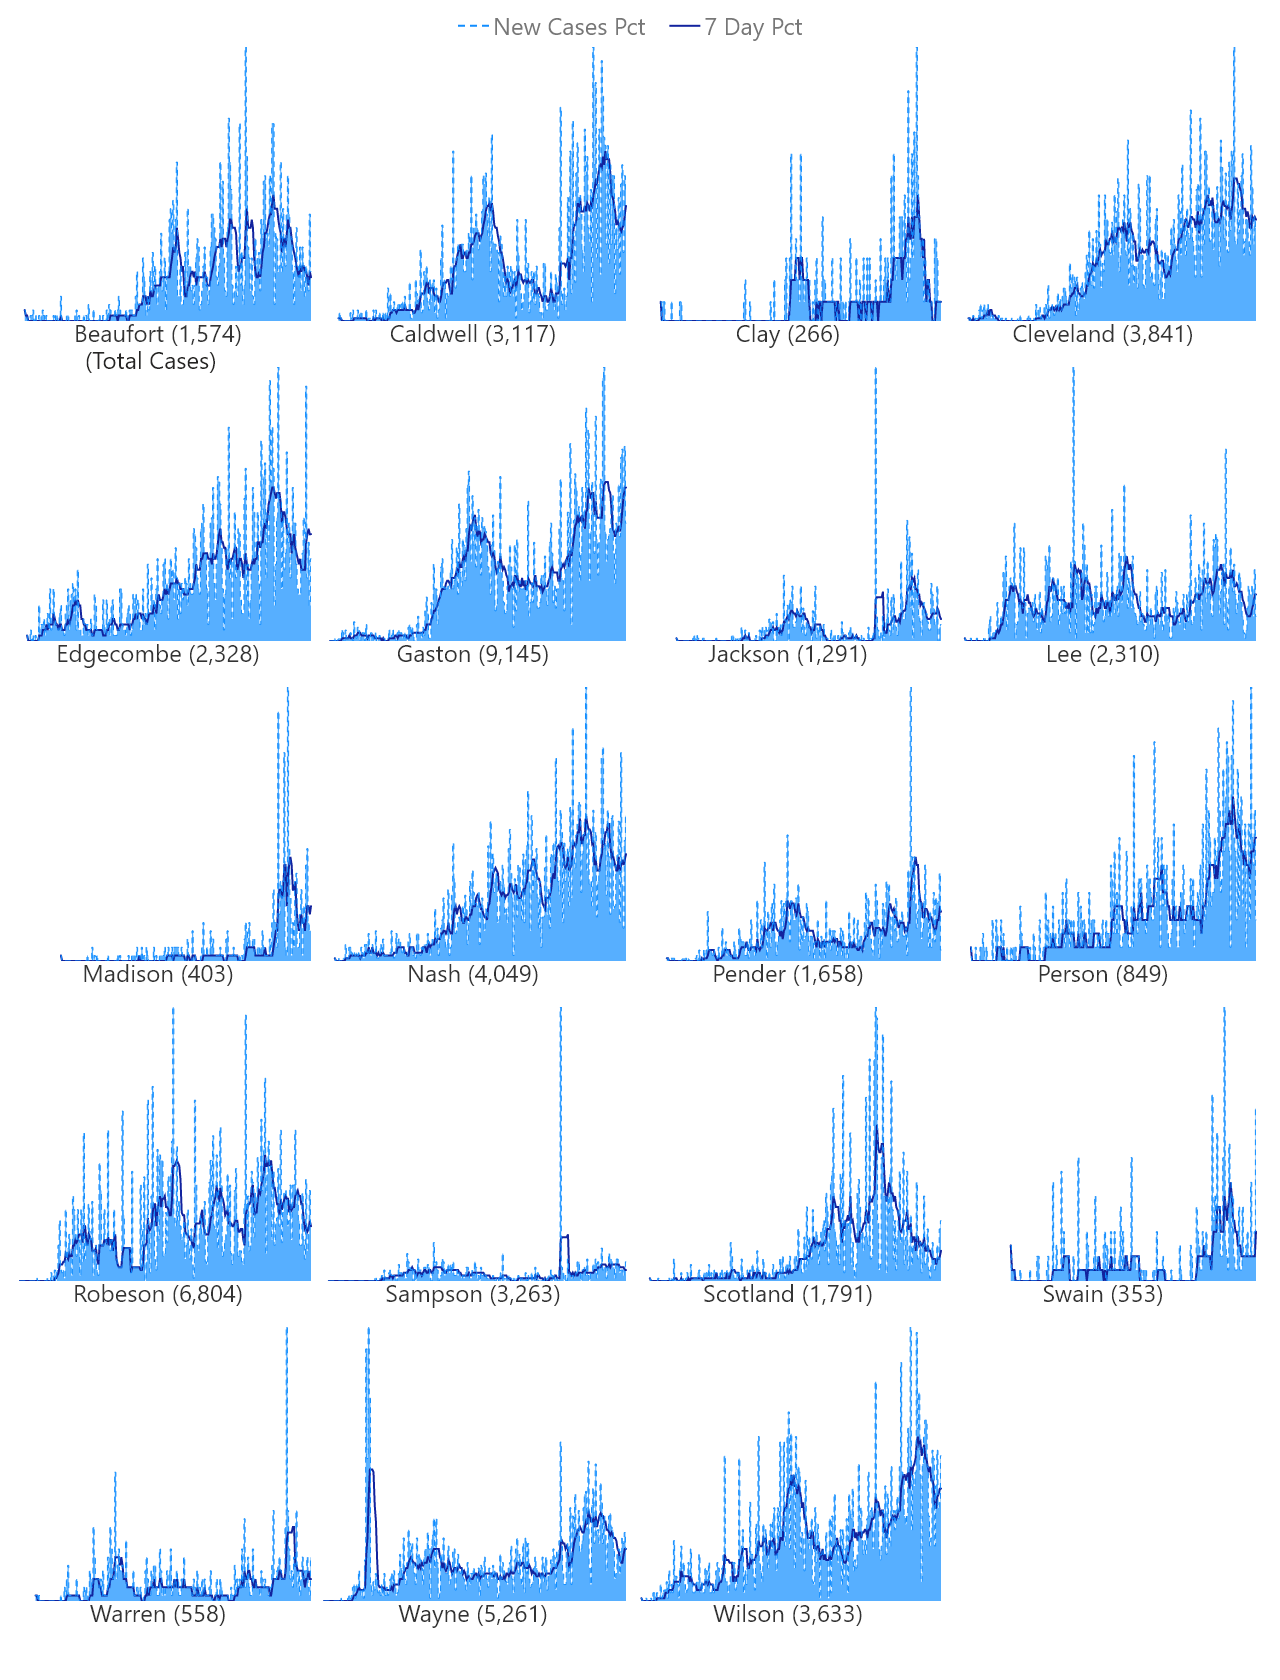 New Cases Pct 7 Day Pct
Beaufort (1,574) Caldwell (3,117) Clay (266) Cleveland (3,841)
(Total Cases)
Edgecombe (2,328) Gaston (9,145) Jackson (1,291) Lee (2,310)
Madison (403) Nash (4,049) Pender (1,658) Person (849)
Robeson (6,804) Sampson (3,263) Scotland (1,791) Swain (353)
Warren (558) Wayne (5,261) Wilson (3,633)